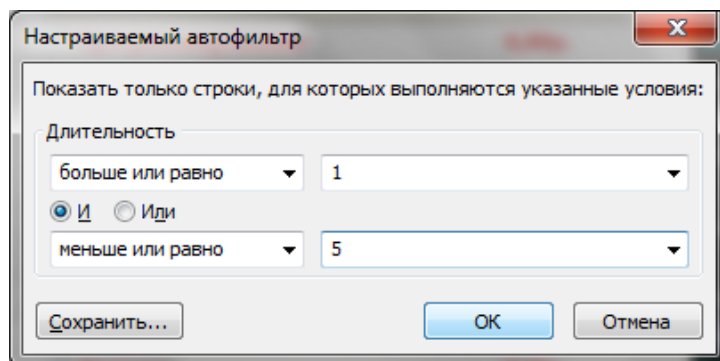 Настраиваемый автофильтр
Показать только строки, для которых выполняются указанные условия:
Длительность
больше или равно 1
И Или
меньше или равно 5
Сохранить... ОК Отмена